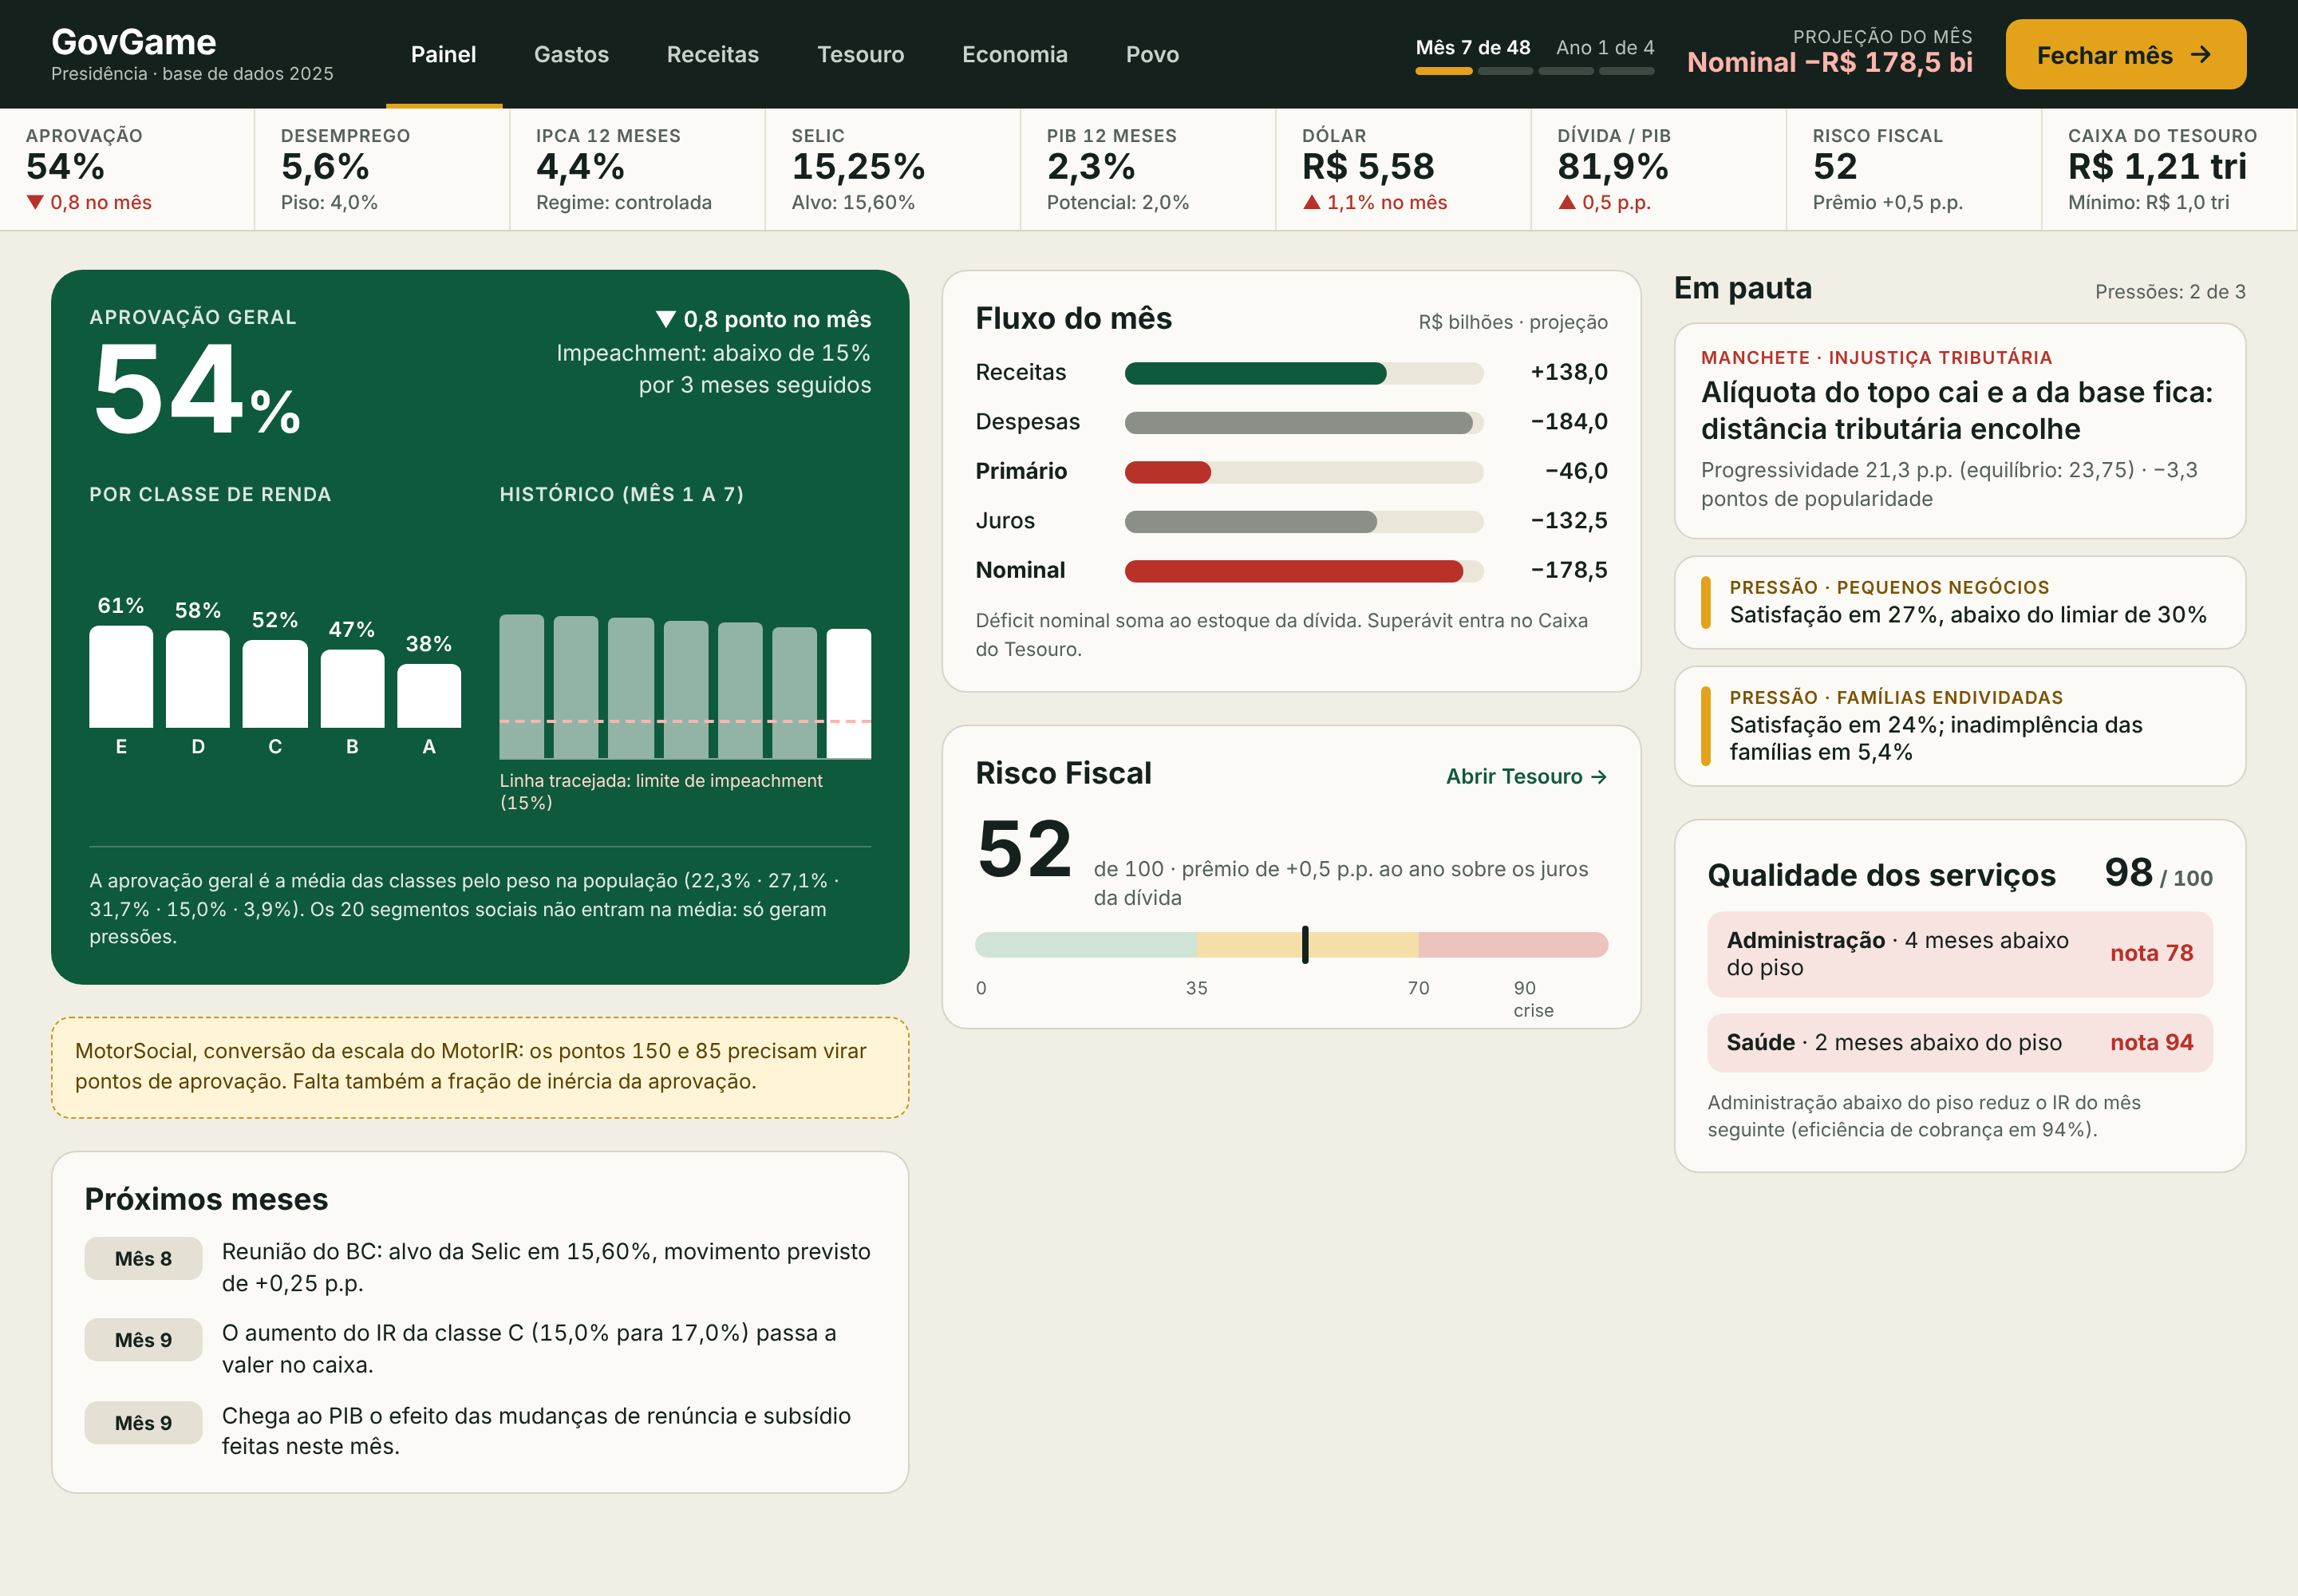 GovGame
Presidência · base de dados 2025
Painel
Gastos
Receitas
Tesouro
Economia
Povo
Mês 7 de 48
Ano 1 de 4
PROJEÇÃO DO MÊS
Nominal −R$ 178,5 bi
Fechar mês →
APROVAÇÃO
54%
▼ 0,8 no mês
DESEMPREGO
5,6%
Piso: 4,0%
IPCA 12 MESES
4,4%
Regime: controlada
SELIC
15,25%
Alvo: 15,60%
PIB 12 MESES
2,3%
Potencial: 2,0%
DÓLAR
R$ 5,58
▲ 1,1% no mês
DÍVIDA / PIB
81,9%
▲ 0,5 p.p.
RISCO FISCAL
52
Prêmio +0,5 p.p.
CAIXA DO TESOURO
R$ 1,21 tri
Mínimo: R$ 1,0 tri
APROVAÇÃO GERAL
54%
▼ 0,8 ponto no mês
Impeachment: abaixo de 15%
por 3 meses seguidos
POR CLASSE DE RENDA
61%
58%
52%
47%
38%
E
D
C
B
A
HISTÓRICO (MÊS 1 A 7)
Linha tracejada: limite de impeachment
(15%)
A aprovação geral é a média das classes pelo peso na população (22,3% · 27,1% ·
31,7% · 15,0% · 3,9%). Os 20 segmentos sociais não entram na média: só geram
pressões.
MotorSocial, conversão da escala do MotorIR: os pontos 150 e 85 precisam virar
pontos de aprovação. Falta também a fração de inércia da aprovação.
Próximos meses
Mês 8
Reunião do BC: alvo da Selic em 15,60%, movimento previsto
de +0,25 p.p.
Mês 9
O aumento do IR da classe C (15,0% para 17,0%) passa a
valer no caixa.
Mês 9
Chega ao PIB o efeito das mudanças de renúncia e subsídio
feitas neste mês.
Fluxo do mês
R$ bilhões · projeção
Receitas
+138,0
Despesas
−184,0
Primário
−46,0
Juros
−132,5
Nominal
−178,5
Déficit nominal soma ao estoque da dívida. Superávit entra no Caixa
do Tesouro.
Risco Fiscal
Abrir Tesouro →
52
de 100 · prêmio de +0,5 p.p. ao ano sobre os juros
da dívida
0
35
70
90
crise
Em pauta
Pressões: 2 de 3
MANCHETE · INJUSTIÇA TRIBUTÁRIA
Alíquota do topo cai e a da base fica:
distância tributária encolhe
Progressividade 21,3 p.p. (equilíbrio: 23,75) · −3,3
pontos de popularidade
PRESSÃO · PEQUENOS NEGÓCIOS
Satisfação em 27%, abaixo do limiar de 30%
PRESSÃO · FAMÍLIAS ENDIVIDADAS
Satisfação em 24%; inadimplência das
famílias em 5,4%
Qualidade dos serviços
98 / 100
Administração · 4 meses abaixo
do piso
nota 78
Saúde · 2 meses abaixo do piso
nota 94
Administração abaixo do piso reduz o IR do mês
seguinte (eficiência de cobrança em 94%).